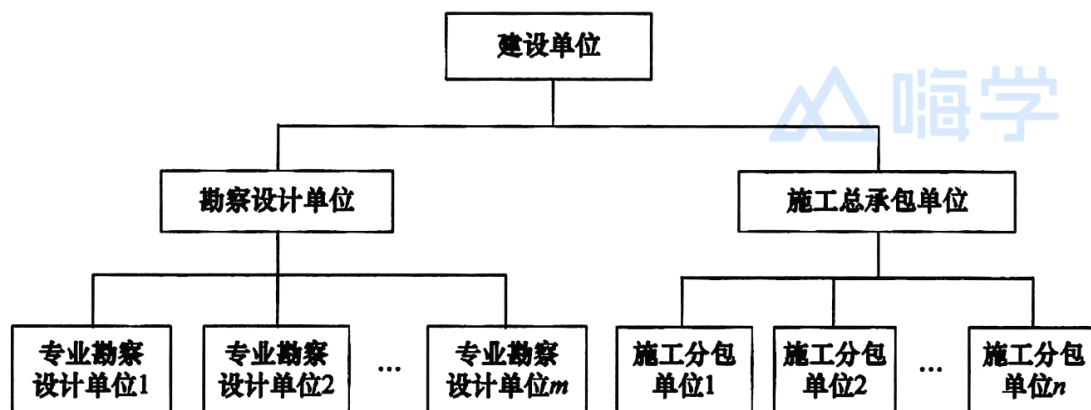 建设单位
嗨学
勘察设计单位
施工总承包单位
专业勘察
设计单位1
专业勘察
设计单位2
...
专业勘察
设计单位m
施工分包
单位1
施工分包
单位2
...
施工分包
单位n